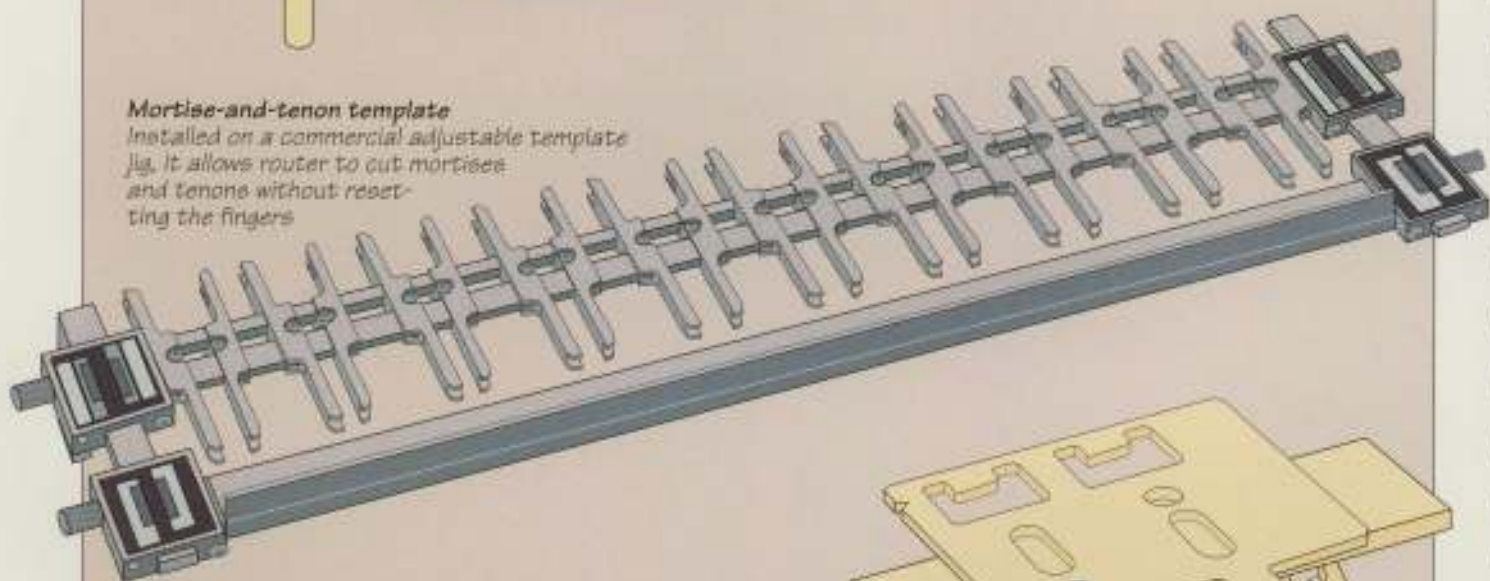 Mortise-and-tenon template
Installed on a commercial adjustable template
jig, it allows router to cut mortises
and tenons without reset-
ting the fingers